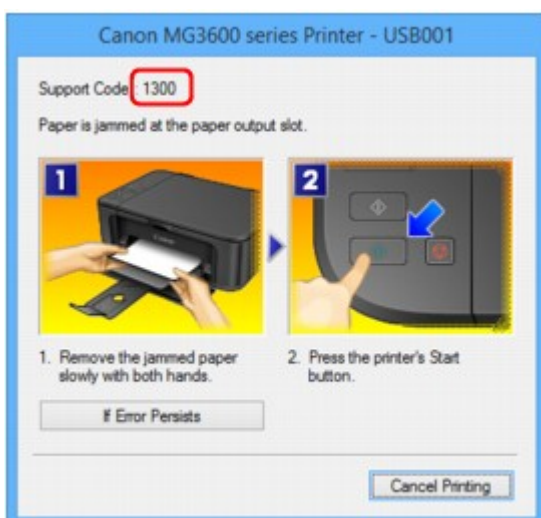 Canon MG3600 series Printer - USB001
Support Code : 1300
Paper is jammed at the paper output slot.
1
2
1. Remove the jammed paper
slowly with both hands.
2. Press the printer's Start
button.
If Error Persists
Cancel Printing